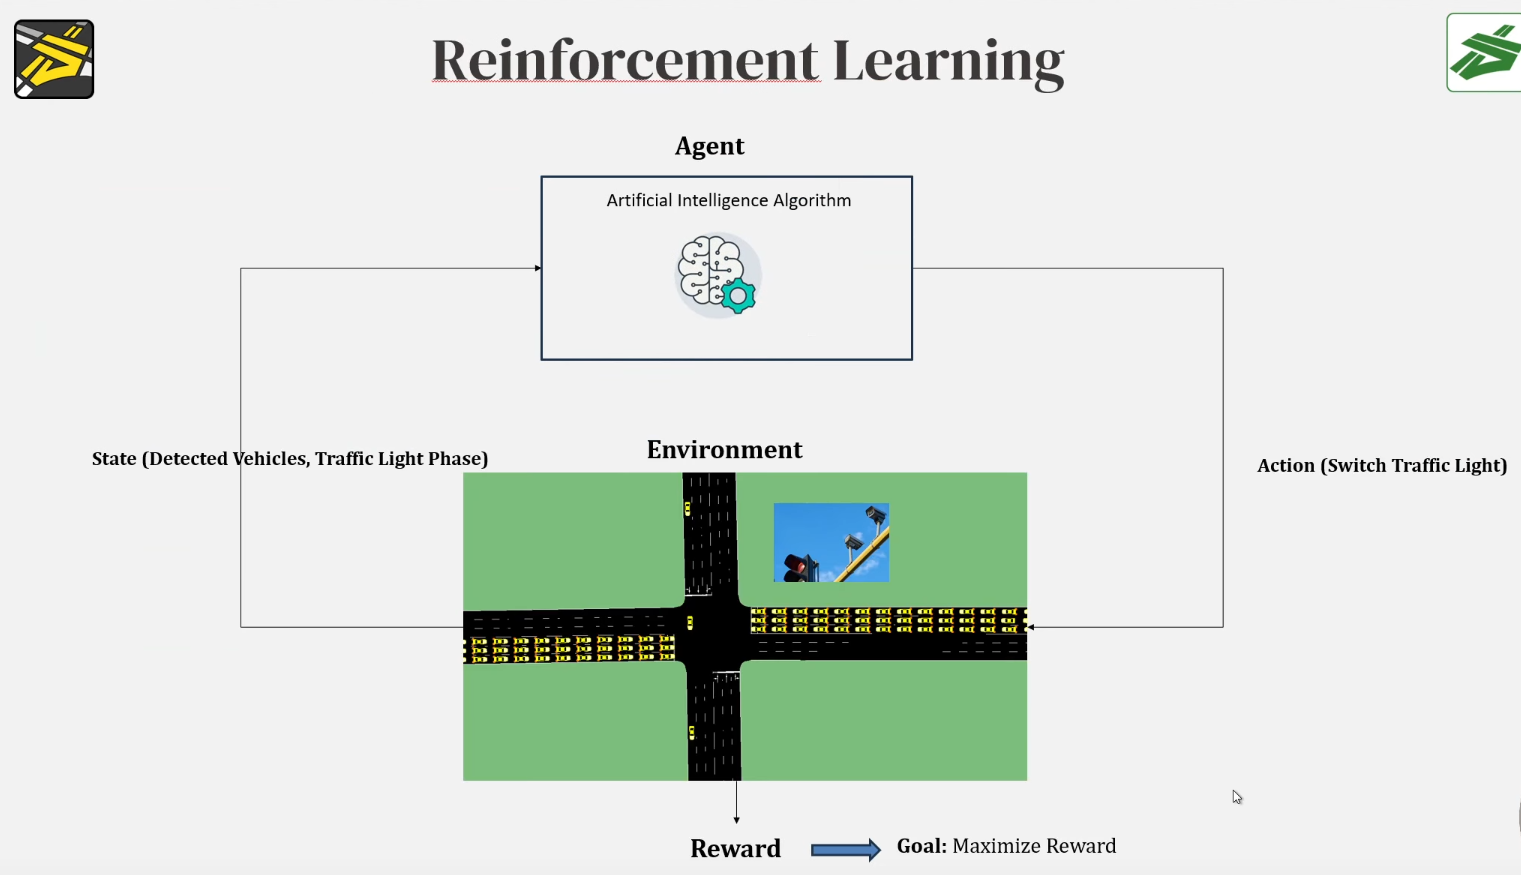 Reinforcement Learning
Agent
Artificial Intelligence Algorithm
State (Detected Vehicles, Traffic Light Phase)
Environment
Action (Switch Traffic Light)
Reward
Goal: Maximize Reward